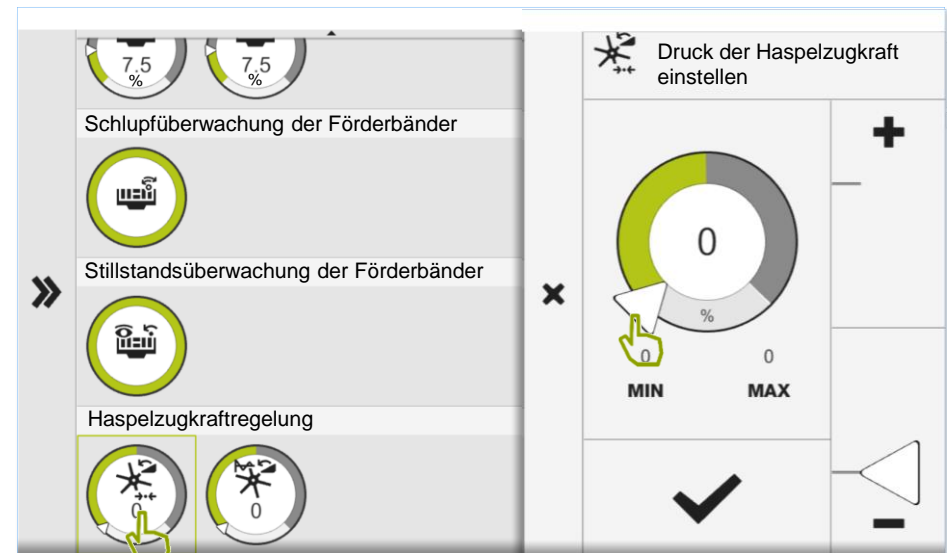 7.5
%
7.5
%
Schlupfüberwachung der Förderbänder
Stillstandsüberwachung der Förderbänder
Haspelzugkraftregelung
0
0
Druck der Haspelzugkraft
einstellen
0
%
0
0
MIN
MAX